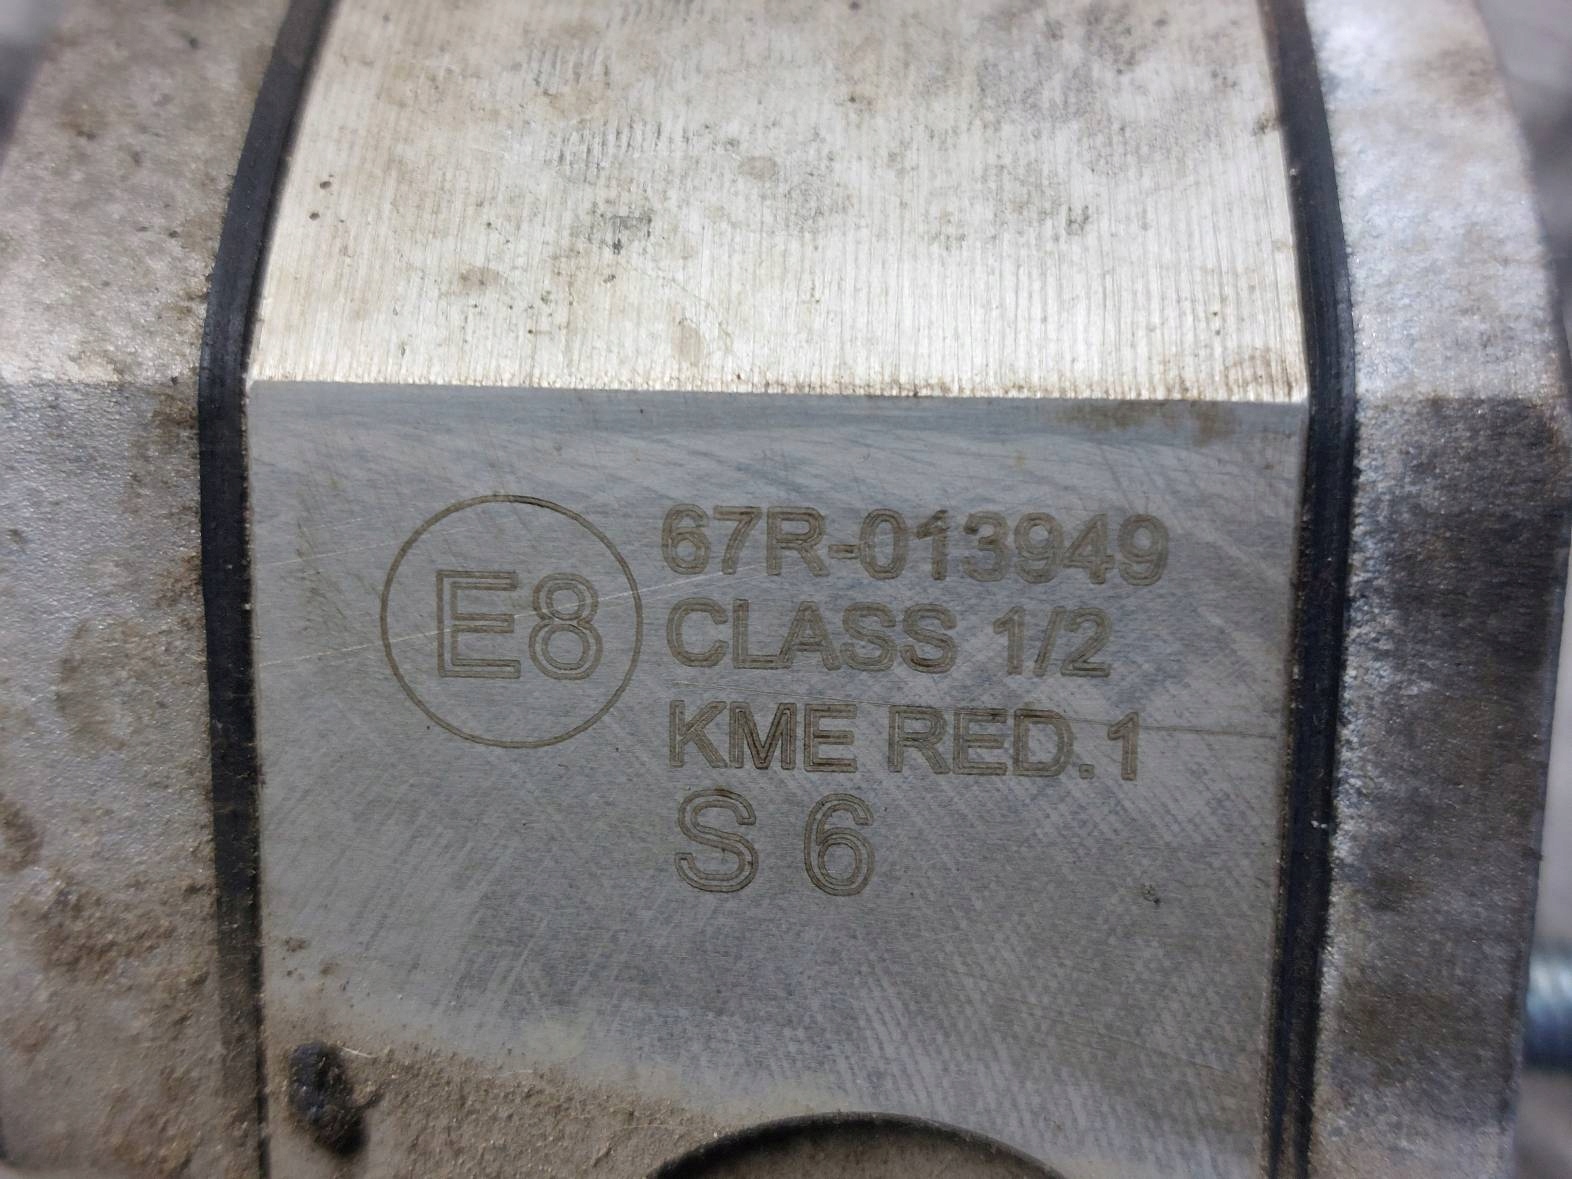 E8
67R-013949
CLASS 1/2
KME RED.1
S 6